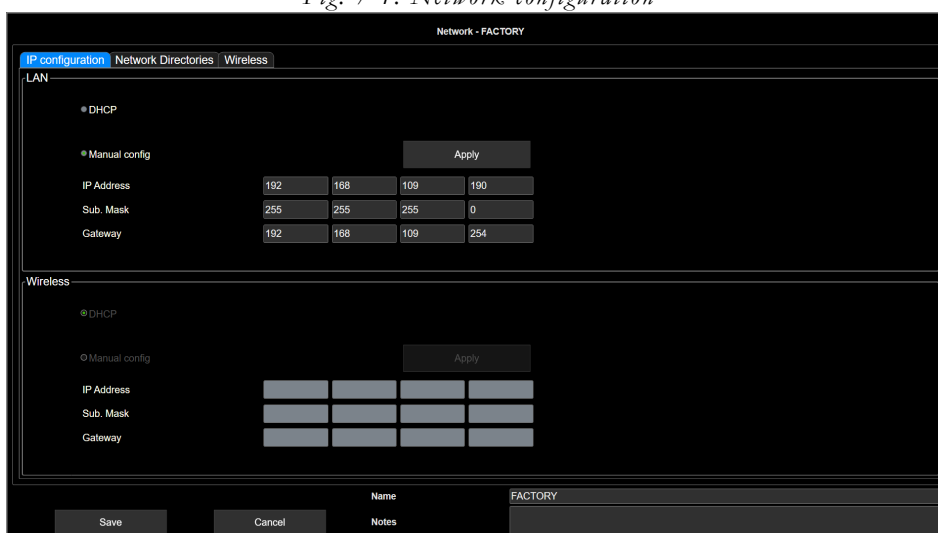 Fig. 7-1: Network configuration
Network - FACTORY
IP configuration Network Directories Wireless
LAN
DHCP
Manual config Apply
IP Address 192 168 109 190
Sub. Mask 255 255 255 0
Gateway 192 168 109 254
Wireless
DHCP
Manual config Apply
IP Address
Sub. Mask
Gateway
Name FACTORY
Save Cancel Notes